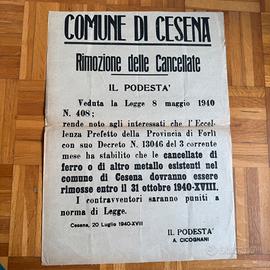 COMUNE DI CESENA
Rimozione delle Cancellate
IL PODESTA'
Veduta la Legge 8 maggio 1940
N. 408;
rende noto agli interessati che l'Eccel-
lenza Prefetto della Provincia di Forlì
con suo Decreto N. 13046 del 3 corrente
mese ha stabilito che le cancellate di
ferro o di altro metallo esistenti nel
comune di Cesena dovranno essere
rimosse entro il 31 ottobre 1940-XVIII.
I contravventori saranno puniti a
norma di Legge.
Cesena, 20 Luglio 1940-XVIII
IL PODESTA'
A. CICOGNANI